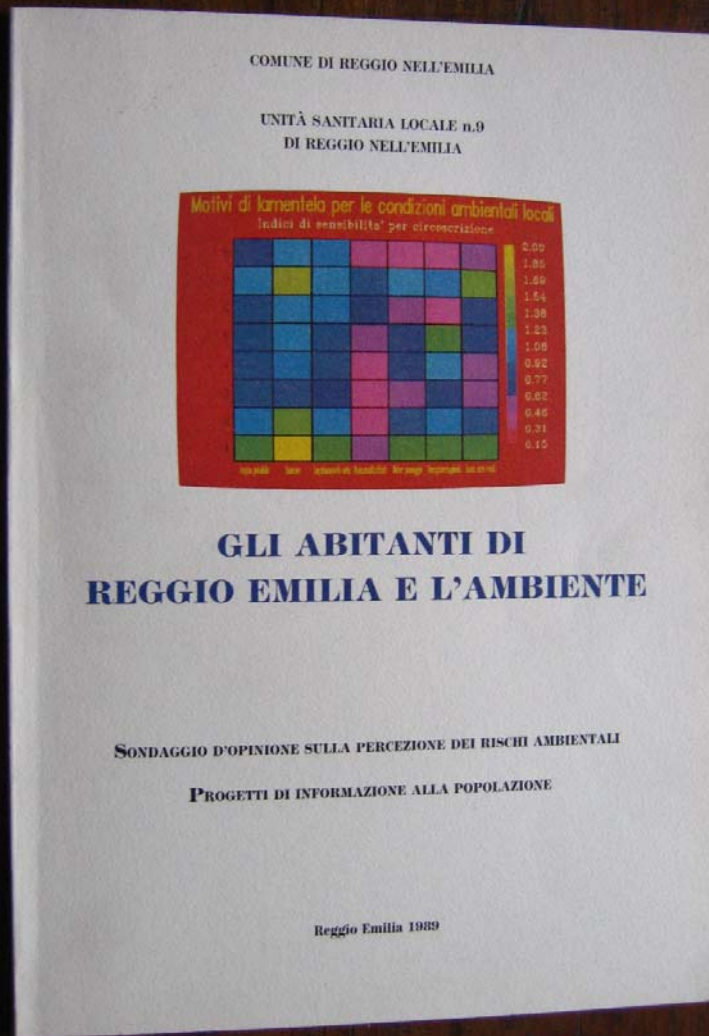 COMUNE DI REGGIO NELL'EMILIA
UNITÀ SANITARIA LOCALE n.9
DI REGGIO NELL'EMILIA
Motivi di lamentela per le condizioni ambientali locali
Indici di sensibilita' per circoscrizione
2.00
1.85
1.69
1.54
1.38
1.23
1.08
0.92
0.77
0.62
0.46
0.31
0.15
GLI ABITANTI DI
REGGIO EMILIA E L'AMBIENTE
SONDAGGIO D'OPINIONE SULLA PERCEZIONE DEI RISCHI AMBIENTALI
PROGETTI DI INFORMAZIONE ALLA POPOLAZIONE
Reggio Emilia 1989